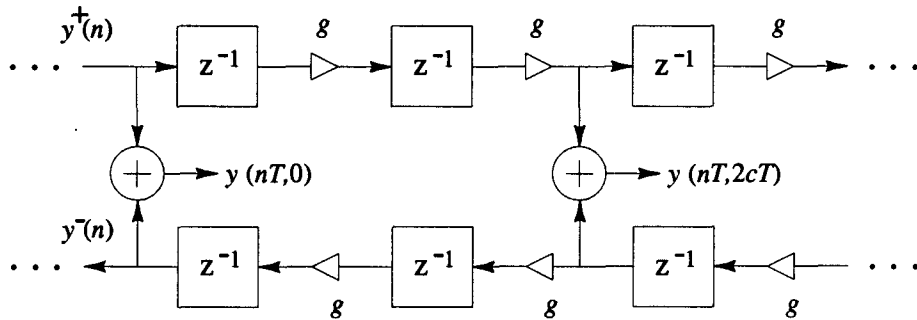 y⁺(n) g g g
. . . z⁻¹ z⁻¹ z⁻¹ . . .
+ y (nT,0) + y (nT,2cT)
y⁻(n)
. . . z⁻¹ z⁻¹ z⁻¹ . . .
g g g